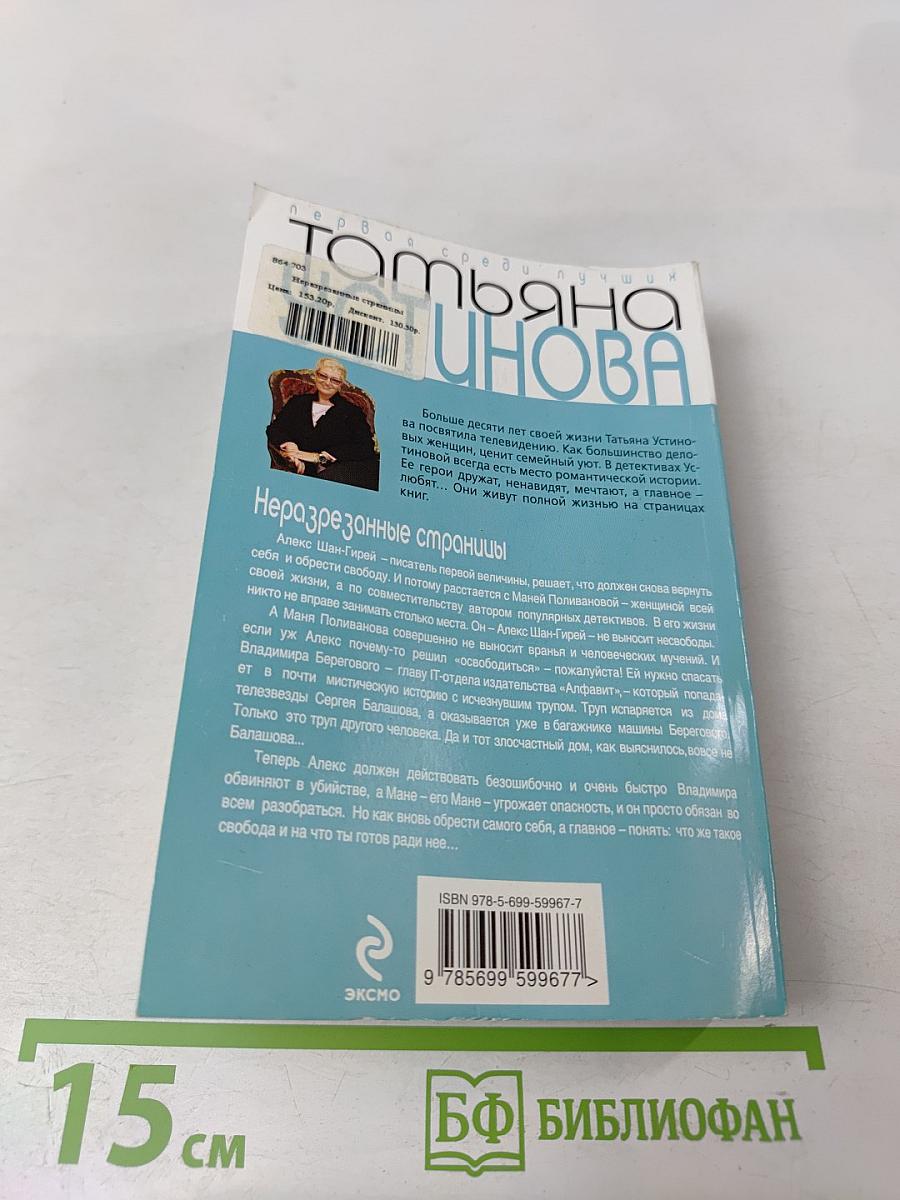 первая среди лучших
татьяна
устинова
864 703
Неразрезанные страницы
Цена: 153.20р. Дисконт. 130.30р.
Больше десяти лет своей жизни Татьяна Устино-
ва посвятила телевидению. Как большинство дело-
вых женщин, ценит семейный уют. В детективах Ус-
тиновой всегда есть место романтической истории.
Ее герои дружат, ненавидят, мечтают, а главное –
любят... Они живут полной жизнью на страницах
книг.
Неразрезанные страницы
Алекс Шан-Гирей – писатель первой величины, решает, что должен снова вернуть
себя и обрести свободу. И потому расстается с Маней Поливановой – женщиной всей
своей жизни, а по совместительству автором популярных детективов. В его жизни
никто не вправе занимать столько места. Он – Алекс Шан-Гирей – не выносит несвободы.
А Маня Поливанова совершенно не выносит вранья и человеческих мучений. И
если уж Алекс почему-то решил «освободиться» – пожалуйста! Ей нужно спасать
Владимира Берегового – главу IT-отдела издательства «Алфавит», – который попада-
ет в почти мистическую историю с исчезнувшим трупом. Труп испаряется из дома
телезвезды Сергея Балашова, а оказывается уже в багажнике машины Берегового.
Только это труп другого человека. Да и тот злосчастный дом, как выяснилось, вовсе не
Балашова...
Теперь Алекс должен действовать безошибочно и очень быстро Владимира
обвиняют в убийстве, а Мане – его Мане – угрожает опасность, и он просто обязан во
всем разобраться. Но как вновь обрести самого себя, а главное – понять: что же такое
свобода и на что ты готов ради нее...
ISBN 978-5-699-59967-7
9 785699 599677 >
ЭКСМО
15 см
БФ БИБЛИОФАН